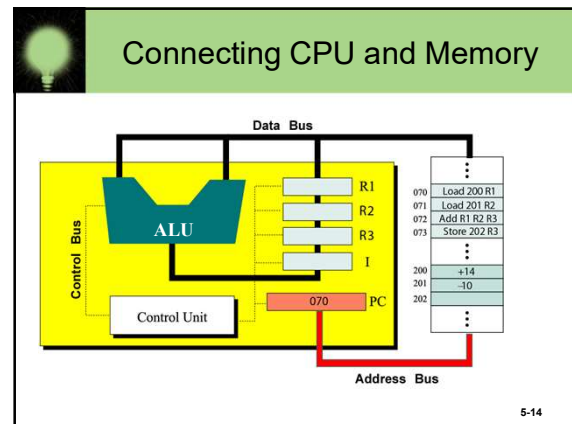 Connecting CPU and Memory
Data Bus
R1
R2
R3
I
ALU
Control Bus
Control Unit
070 PC
070 Load 200 R1
071 Load 201 R2
072 Add R1 R2 R3
073 Store 202 R3
200 +14
201 -10
202
Address Bus
5-14